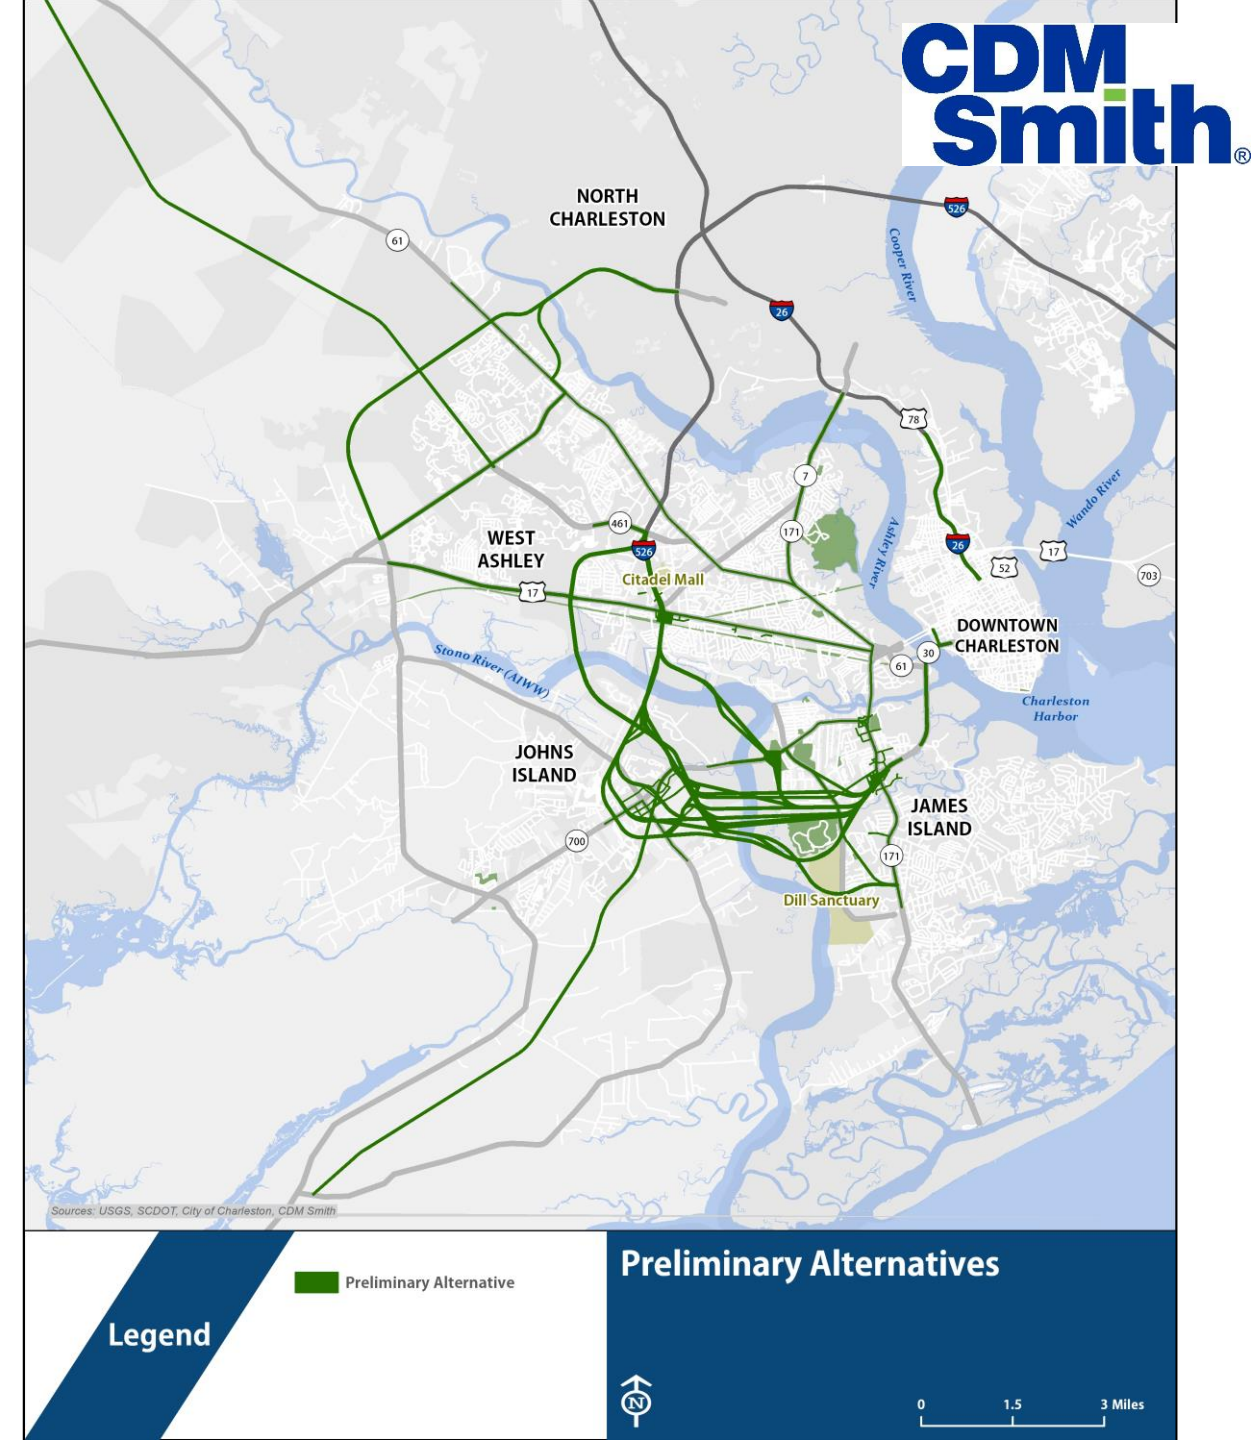 CDM
Smith®
NORTH
CHARLESTON
526
61
Cooper River
26
78
7
Wando River
461
171
WEST
ASHLEY
526
Ashley River
26
17
52
Citadel Mall
703
17
DOWNTOWN
CHARLESTON
Stono River (AIWW)
61
30
Charleston
Harbor
JOHNS
ISLAND
JAMES
ISLAND
700
171
Dill Sanctuary
Sources: USGS, SCDOT, City of Charleston, CDM Smith
Legend
Preliminary Alternative
Preliminary Alternatives
N
0 1.5 3 Miles